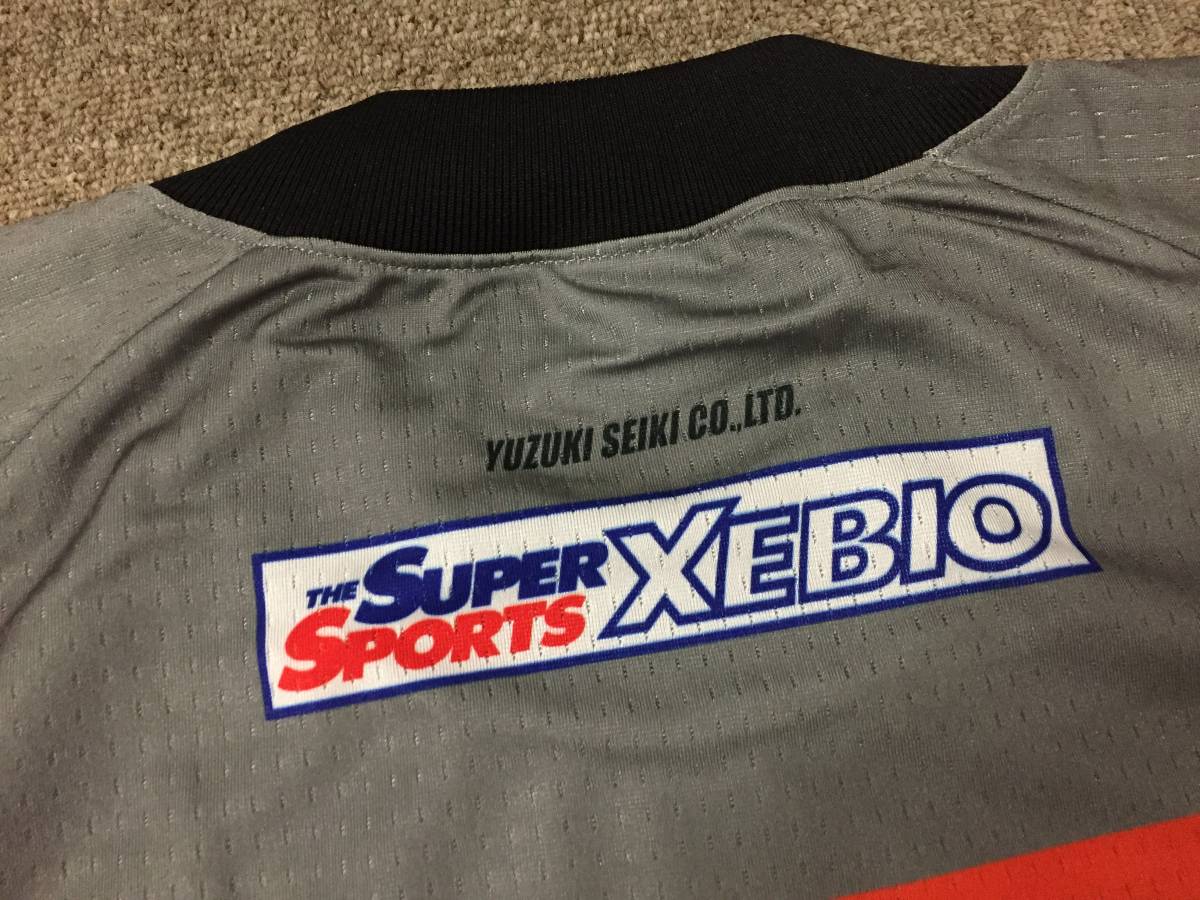 YUZUKI SEIKI CO.,LTD.
THE SUPER
SPORTS
XEBIO